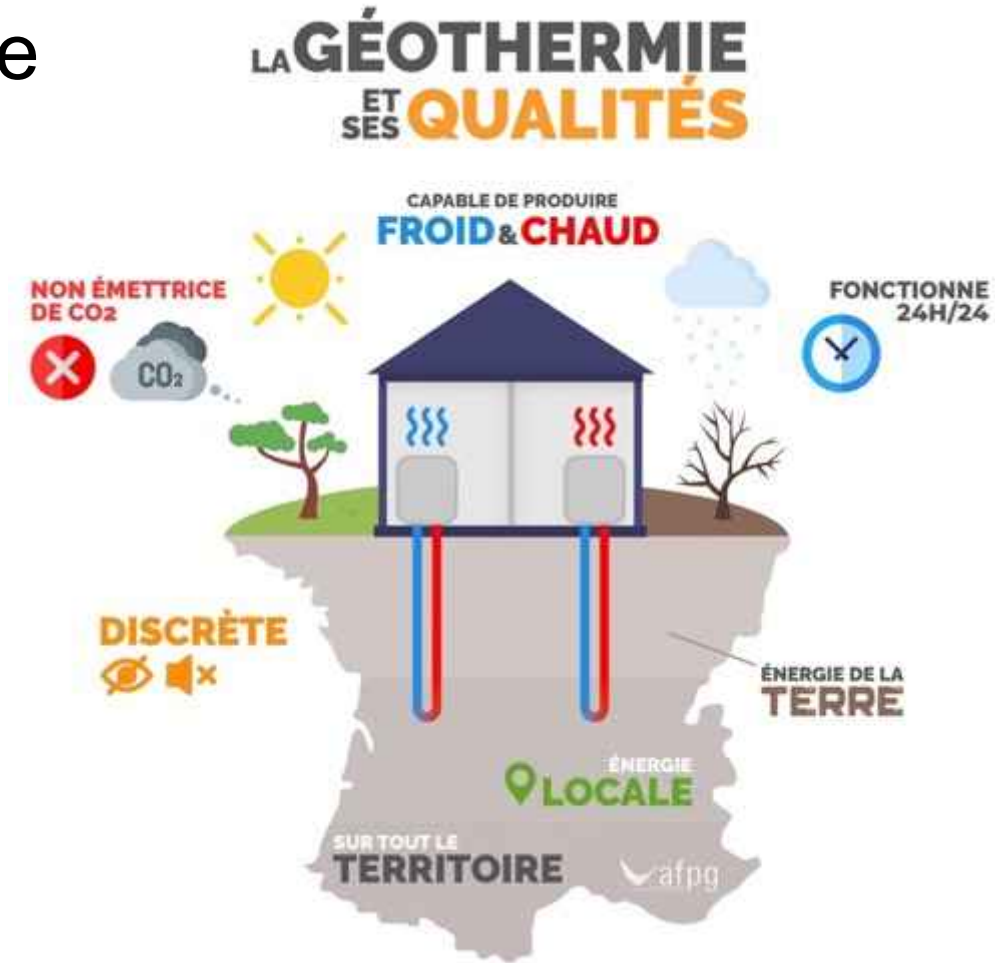 e
LA GÉOTHERMIE
ET SES QUALITÉS
CAPABLE DE PRODUIRE
FROID & CHAUD
NON ÉMETTRICE
DE CO2
CO₂
FONCTIONNE
24H/24
DISCRÈTE
ÉNERGIE DE LA
TERRE
ÉNERGIE
LOCALE
SUR TOUT LE
TERRITOIRE
afpg